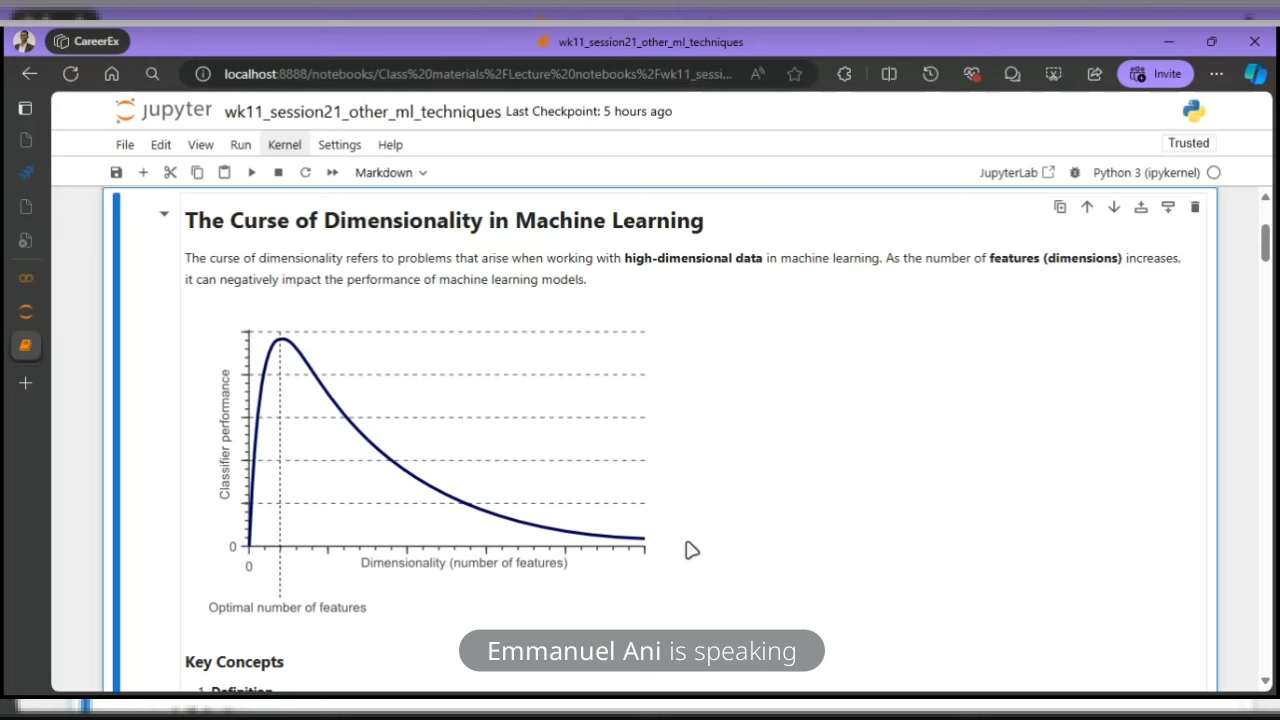 CareerEx
wk11_session21_other_ml_techniques
localhost:8888/notebooks/Class%20materials%2FLecture%20notebooks%2Fwk11_sessi...
Invite
jupyter wk11_session21_other_ml_techniques Last Checkpoint: 5 hours ago
File Edit View Run Kernel Settings Help
Trusted
Markdown
JupyterLab
Python 3 (ipykernel)
The Curse of Dimensionality in Machine Learning
The curse of dimensionality refers to problems that arise when working with high-dimensional data in machine learning. As the number of features (dimensions) increases,
it can negatively impact the performance of machine learning models.
Classifier performance
0
0
Dimensionality (number of features)
Optimal number of features
Emmanuel Ani is speaking
Key Concepts
1. Definition